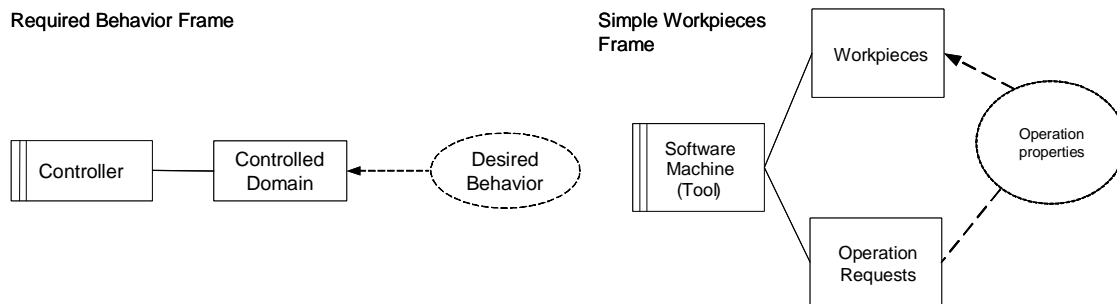 Required Behavior Frame
Controller
Controlled
Domain
Desired
Behavior
Simple Workpieces
Frame
Workpieces
Software
Machine
(Tool)
Operation
properties
Operation
Requests